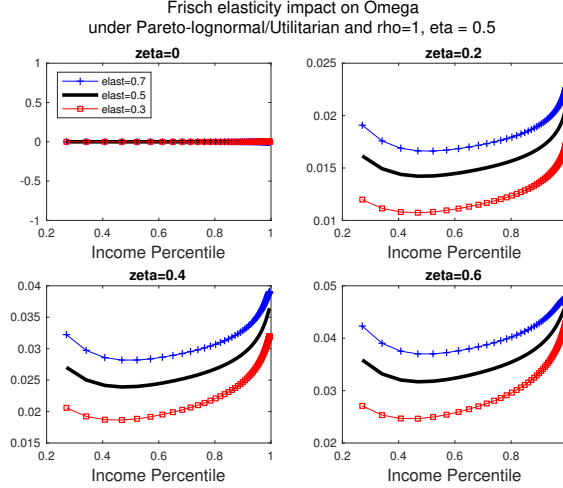 Frisch elasticity impact on Omega
under Pareto-lognormal/Utilitarian and rho=1, eta = 0.5
zeta=0
1
0.5
0
-0.5
-1
elast=0.7
elast=0.5
elast=0.3
0.2 0.4 0.6 0.8 1
Income Percentile
zeta=0.2
0.025
0.02
0.015
0.01
0.2 0.4 0.6 0.8
Income Percentile
zeta=0.4
0.04
0.035
0.03
0.025
0.02
0.015
0.2 0.4 0.6 0.8 1
Income Percentile
zeta=0.6
0.05
0.04
0.03
0.02
0.2 0.4 0.6 0.8
Income Percentile